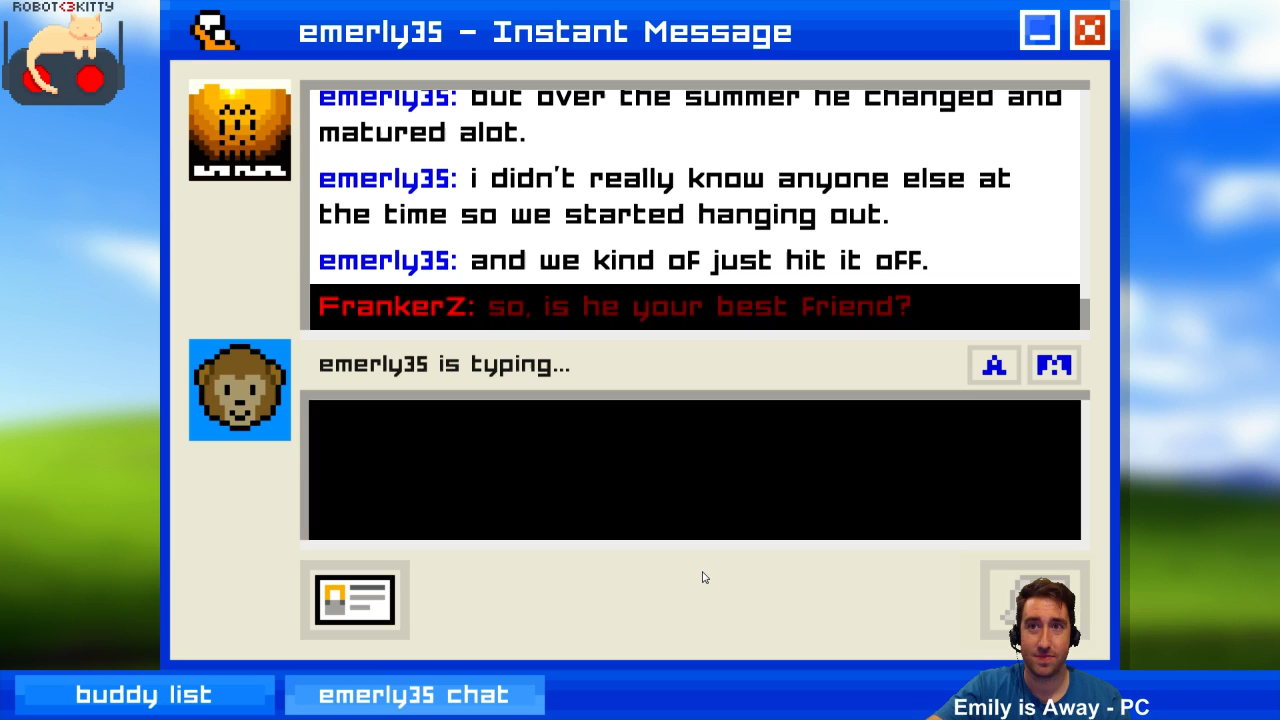 ROBOT<3KITTY
emerly35 - Instant Message
emerly35: but over the summer he changed and
matured alot.
emerly35: i didn't really know anyone else at
the time so we started hanging out.
emerly35: and we kind of just hit it off.
FrankerZ: so, is he your best friend?
emerly35 is typing...
A
buddy list
emerly35 chat
Emily is Away - PC